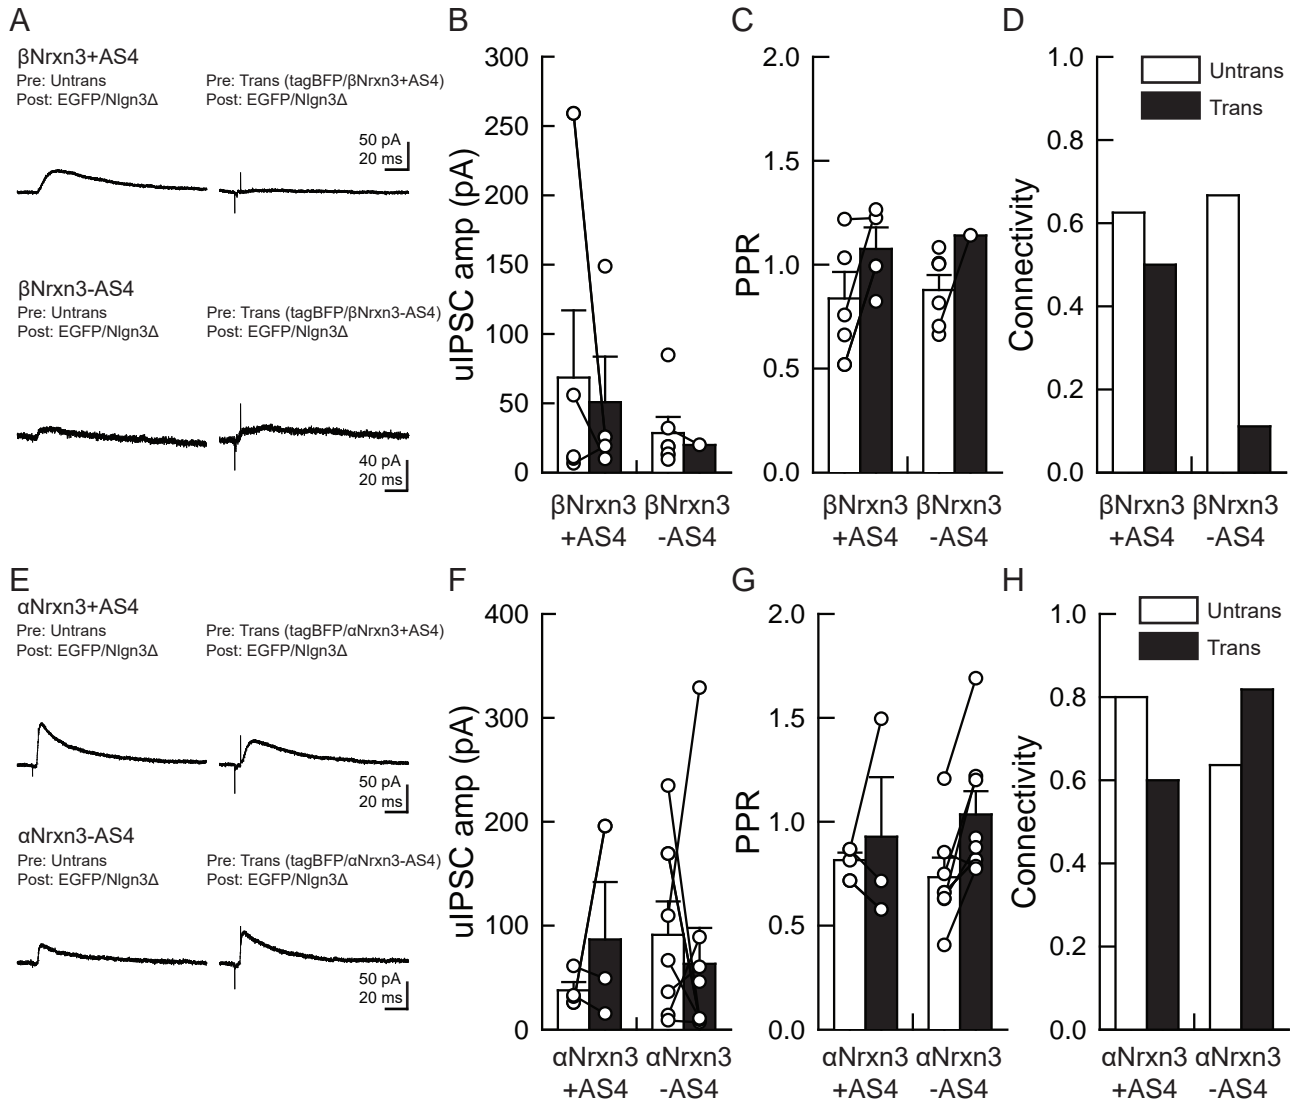 A
βNrxn3+AS4
Pre: Untrans
Post: EGFP/Nlgn3Δ
Pre: Trans (tagBFP/βNrxn3+AS4)
Post: EGFP/Nlgn3Δ
50 pA
20 ms
βNrxn3-AS4
Pre: Untrans
Post: EGFP/Nlgn3Δ
Pre: Trans (tagBFP/βNrxn3-AS4)
Post: EGFP/Nlgn3Δ
40 pA
20 ms
B
uIPSC amp (pA)
300
250
200
150
100
50
0
βNrxn3
+AS4
βNrxn3
-AS4
C
PPR
2.0
1.5
1.0
0.5
0.0
βNrxn3
+AS4
βNrxn3
-AS4
D
Connectivity
1.0
0.8
0.6
0.4
0.2
0.0
Untrans
Trans
βNrxn3
+AS4
βNrxn3
-AS4
E
αNrxn3+AS4
Pre: Untrans
Post: EGFP/Nlgn3Δ
Pre: Trans (tagBFP/αNrxn3+AS4)
Post: EGFP/Nlgn3Δ
50 pA
20 ms
αNrxn3-AS4
Pre: Untrans
Post: EGFP/Nlgn3Δ
Pre: Trans (tagBFP/αNrxn3-AS4)
Post: EGFP/Nlgn3Δ
50 pA
20 ms
F
uIPSC amp (pA)
400
300
200
100
0
αNrxn3
+AS4
αNrxn3
-AS4
G
PPR
2.0
1.5
1.0
0.5
0.0
αNrxn3
+AS4
αNrxn3
-AS4
H
Connectivity
1.0
0.8
0.6
0.4
0.2
0.0
Untrans
Trans
αNrxn3
+AS4
αNrxn3
-AS4